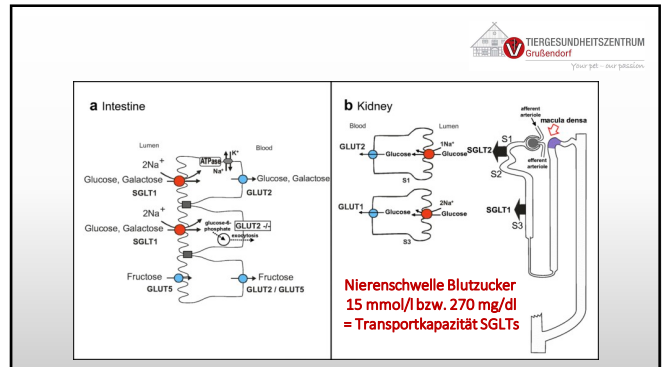 TIERGESUNDHEITSZENTRUM
Grußendorf
Your pet - our passion
a Intestine
Lumen
Blood
2Na+
ATPase
K+
Na+
Glucose, Galactose
SGLT1
Glucose, Galactose
GLUT2
2Na+
Glucose, Galactose
SGLT1
glucose-6-
phosphate
GLUT2 -/-
exocytosis
Fructose
GLUT5
Fructose
GLUT2 / GLUT5
b Kidney
Blood
Lumen
GLUT2
1Na+
Glucose
Glucose
SGLT2
S1
GLUT1
2Na+
Glucose
Glucose
SGLT1
S3
afferent
arteriole
macula densa
S1
efferent
arteriole
S2
S3
Nierenschwelle Blutzucker
15 mmol/l bzw. 270 mg/dl
= Transportkapazität SGLTs